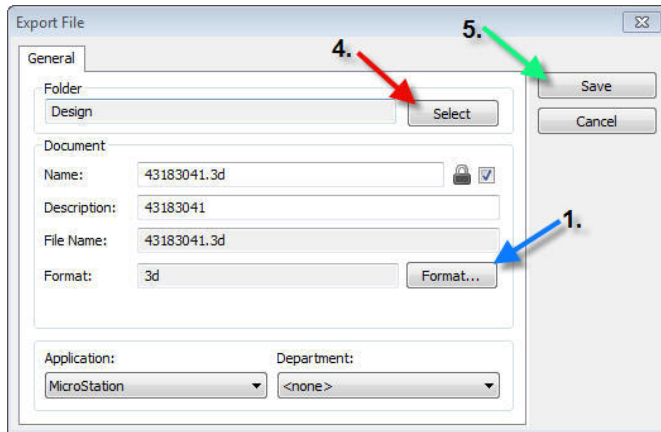 Export File
5.
4.
General
Folder
Save
Design
Select
Cancel
Document
Name:
43183041.3d
Description:
43183041
1.
File Name:
43183041.3d
Format:
3d
Format...
Application:
Department:
MicroStation
<none>